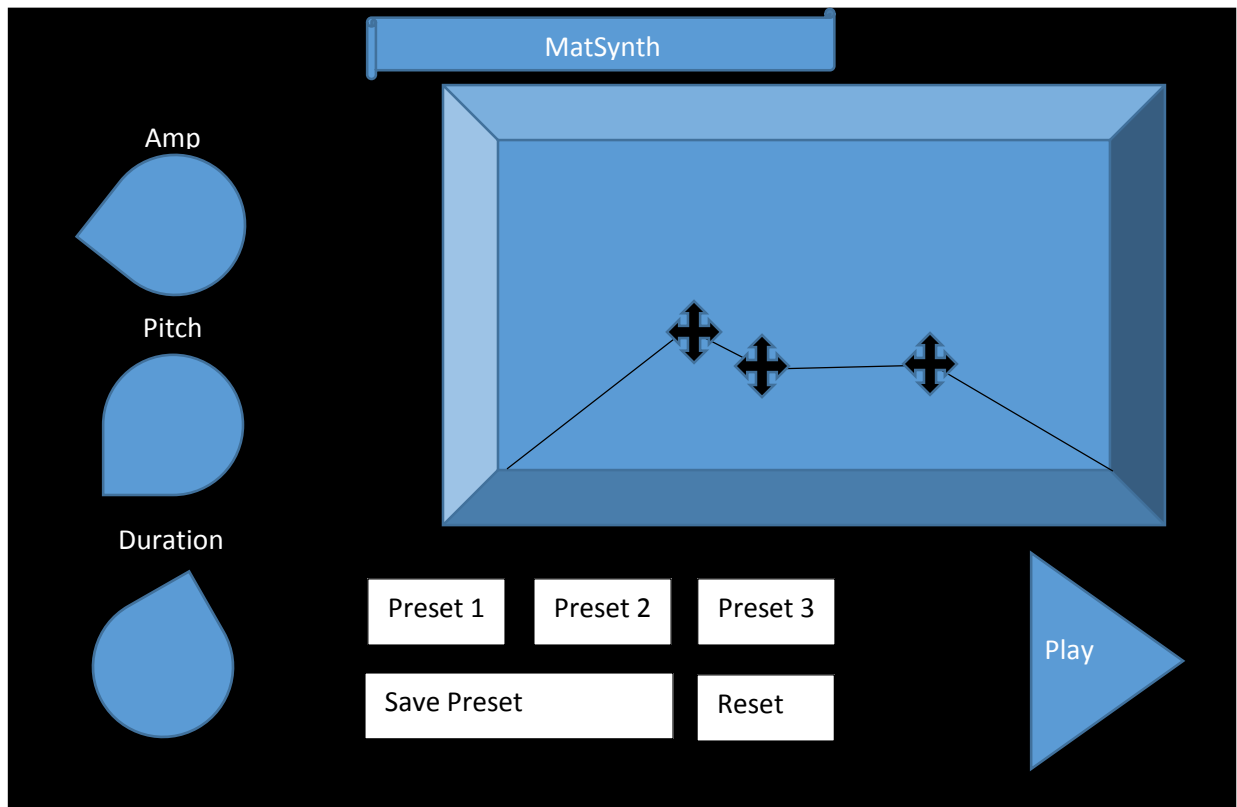 MatSynth
Amp
Pitch
Duration
Preset 1
Preset 2
Preset 3
Save Preset
Reset
Play